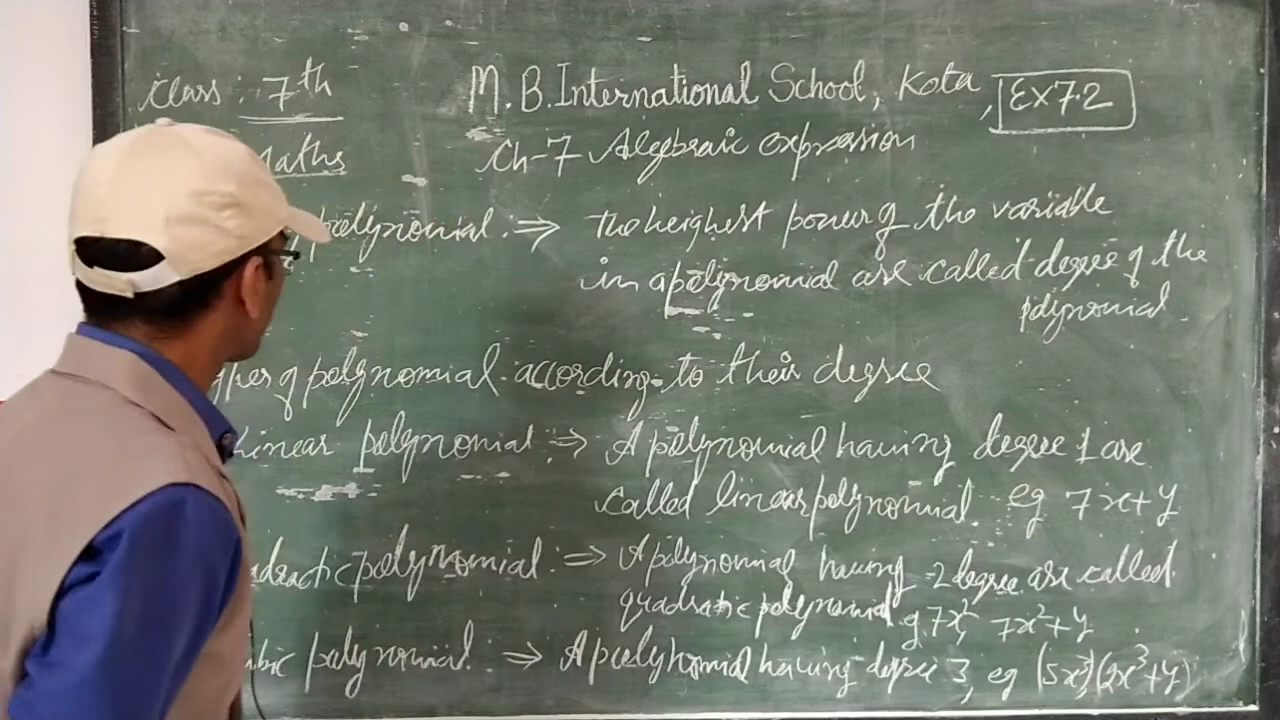 Class : 7th M. B. International School, Kota, Ex 7.2
Maths Ch-7 Algebraic expression
polynomial. ⇒ The heighest power of the variable
in a polynomial are called degree of the
polynomial.
types of polynomial according to their degree
Linear polynomial :⇒ A polynomial having degree 1 are
called linear polynomial. eg 7x+y
adractic polynomial :⇒ A polynomial having 2 degree are called
quadratic polynomial. eg 7x², 7x²+y
ubic polynomial. :⇒ A polynomial having degree 3, eg (5x³)(2x³+y)